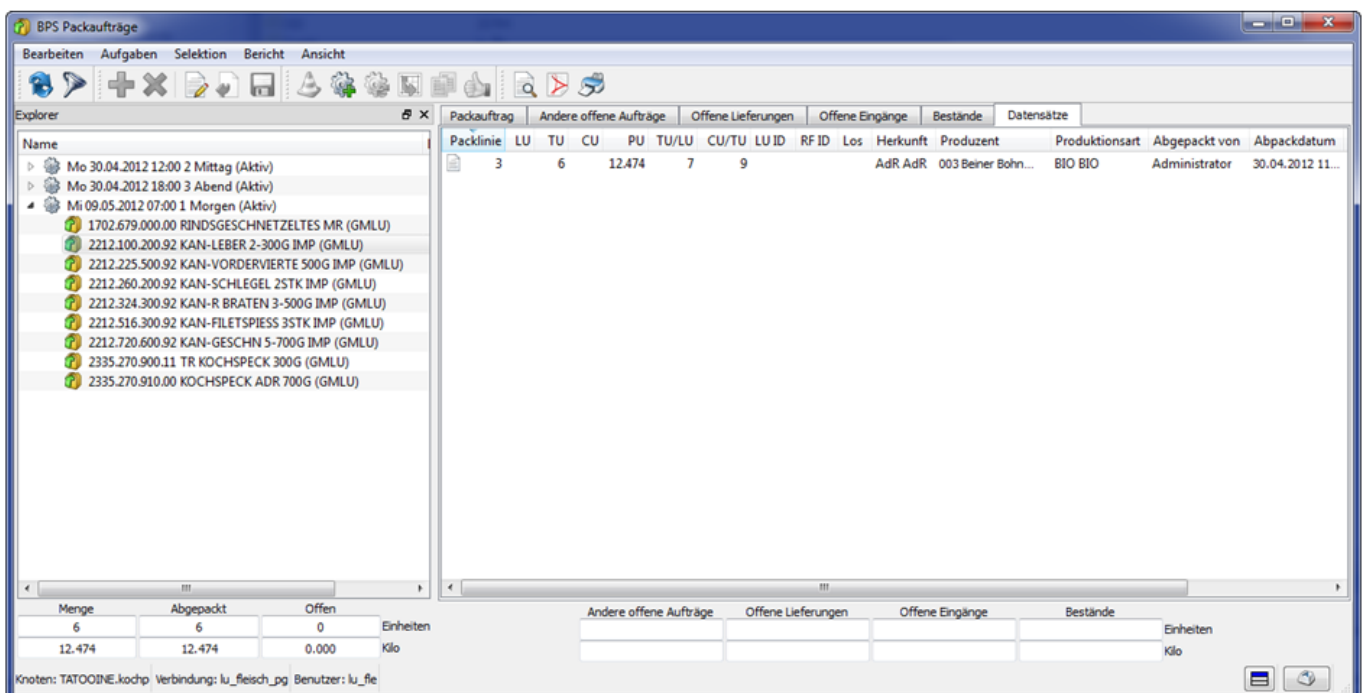 BPS Packaufträge
Bearbeiten Aufgaben Selektion Bericht Ansicht
Explorer
Name
Mo 30.04.2012 12:00 2 Mittag (Aktiv)
Mo 30.04.2012 18:00 3 Abend (Aktiv)
Mi 09.05.2012 07:00 1 Morgen (Aktiv)
1702.679.000.00 RINDSGESCHNETZELTES MR (GMLU)
2212.100.200.92 KAN-LEBER 2-300G IMP (GMLU)
2212.225.500.92 KAN-VORDERVIERTE 500G IMP (GMLU)
2212.260.200.92 KAN-SCHLEGEL 2STK IMP (GMLU)
2212.324.300.92 KAN-R BRATEN 3-500G IMP (GMLU)
2212.516.300.92 KAN-FILETSPIESS 3STK IMP (GMLU)
2212.720.600.92 KAN-GESCHN 5-700G IMP (GMLU)
2335.270.900.11 TR KOCHSPECK 300G (GMLU)
2335.270.910.00 KOCHSPECK ADR 700G (GMLU)
Packauftrag Andere offene Aufträge Offene Lieferungen Offene Eingänge Bestände Datensätze
Packlinie LU TU CU PU TU/LU CU/TU LU ID RF ID Los Herkunft Produzent Produktionsart Abgepackt von Abpackdatum
3 6 12.474 7 9 AdR AdR 003 Beiner Bohn... BIO BIO Administrator 30.04.2012 11...
Menge Abgepackt Offen
6 6 0 Einheiten
12.474 12.474 0.000 Kilo
Andere offene Aufträge Offene Lieferungen Offene Eingänge Bestände
Einheiten
Kilo
Knoten: TATOOINE.kochp Verbindung: lu_fleisch_pg Benutzer: lu_fle